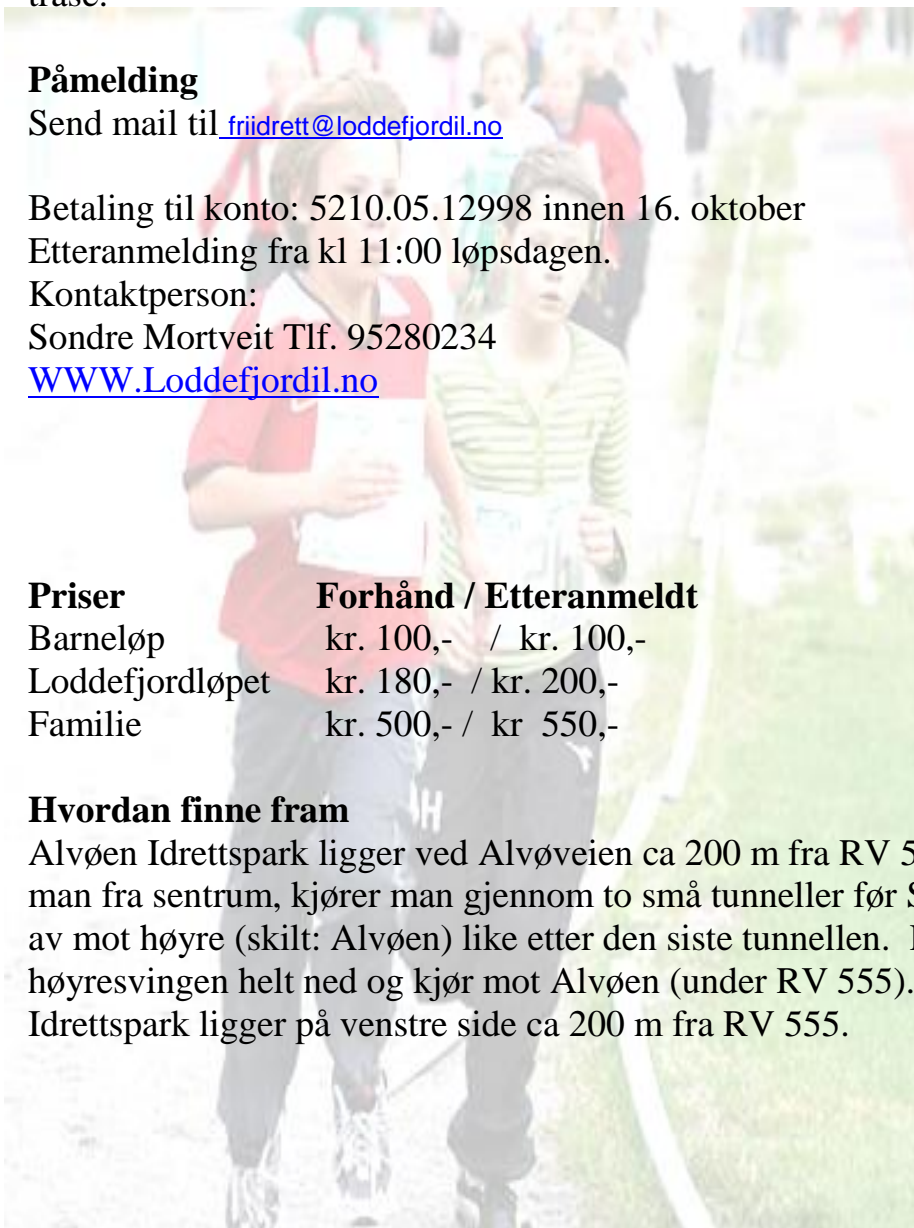 trasé.
Påmelding
Send mail til friidrett@loddefjordil.no
Betaling til konto: 5210.05.12998 innen 16. oktober
Etteranmelding fra kl 11:00 løpsdagen.
Kontaktperson:
Sondre Mortveit Tlf. 95280234
WWW.Loddefjordil.no
Priser Forhånd / Etteranmeldt
Barneløp kr. 100,- / kr. 100,-
Loddefjordløpet kr. 180,- / kr. 200,-
Familie kr. 500,- / kr 550,-
Hvordan finne fram
Alvøen Idrettspark ligger ved Alvøveien ca 200 m fra RV 5
man fra sentrum, kjører man gjennom to små tunneller før
av mot høyre (skilt: Alvøen) like etter den siste tunnellen.
høyresvingen helt ned og kjør mot Alvøen (under RV 555).
Idrettspark ligger på venstre side ca 200 m fra RV 555.